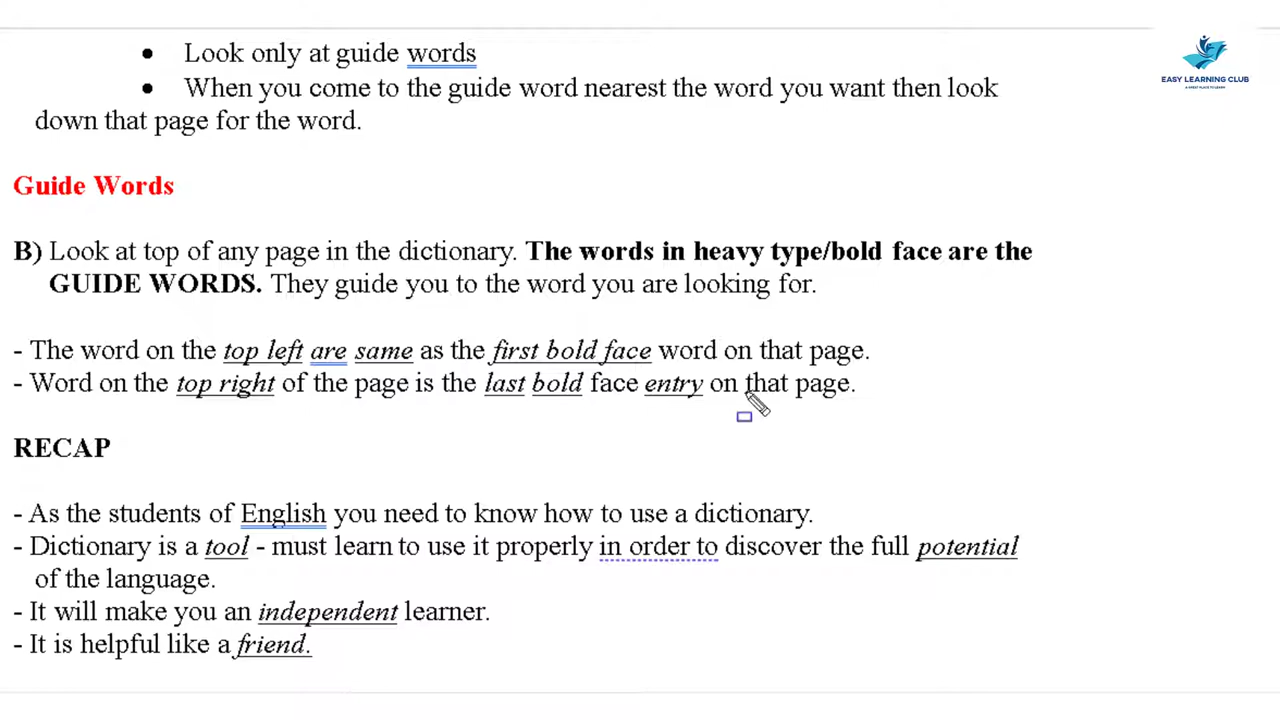 • Look only at guide words
• When you come to the guide word nearest the word you want then look
down that page for the word.
EASY LEARNING CLUB
A GREAT PLACE TO LEARN
Guide Words
B) Look at top of any page in the dictionary. The words in heavy type/bold face are the
GUIDE WORDS. They guide you to the word you are looking for.
- The word on the top left are same as the first bold face word on that page.
- Word on the top right of the page is the last bold face entry on that page.
RECAP
- As the students of English you need to know how to use a dictionary.
- Dictionary is a tool - must learn to use it properly in order to discover the full potential
of the language.
- It will make you an independent learner.
- It is helpful like a friend.